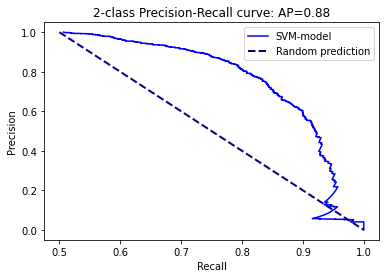 2-class Precision-Recall curve: AP=0.88
SVM-model
Random prediction
Precision
1.0
0.8
0.6
0.4
0.2
0.0
0.5 0.6 0.7 0.8 0.9 1.0
Recall